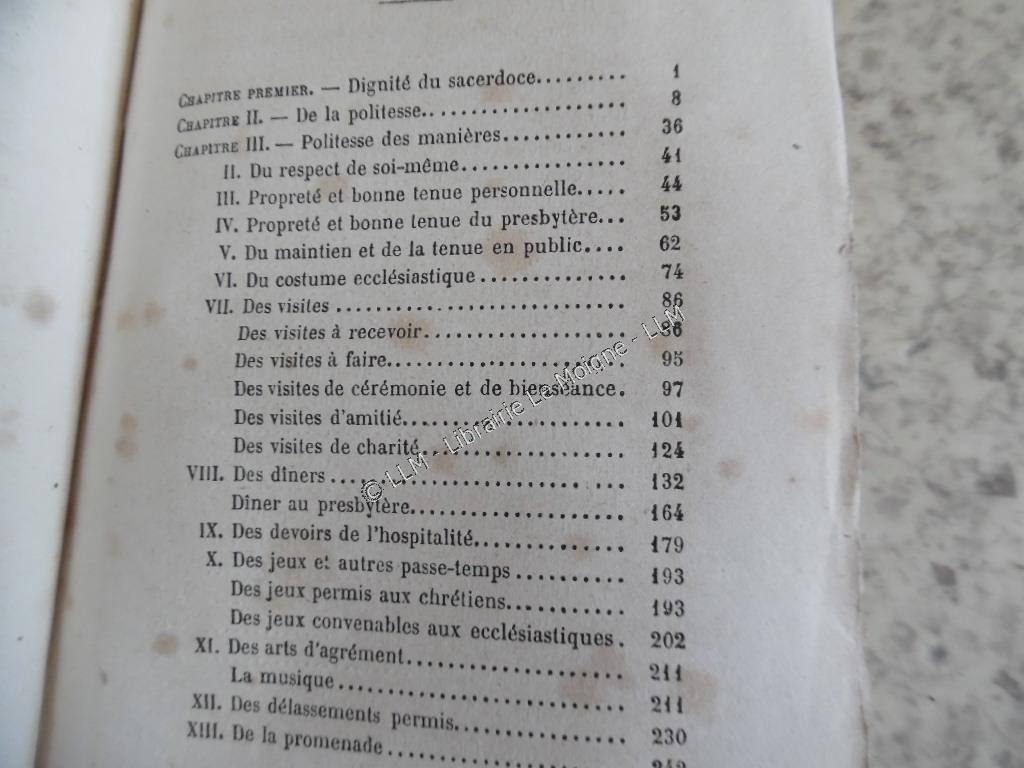 CHAPITRE PREMIER. — Dignité du sacerdoce......... 1
CHAPITRE II. — De la politesse................... 8
CHAPITRE III. — Politesse des manières............ 36
II. Du respect de soi-même............... 41
III. Propreté et bonne tenue personnelle..... 44
IV. Propreté et bonne tenue du presbytère... 53
V. Du maintien et de la tenue en public.... 62
VI. Du costume ecclésiastique............. 74
VII. Des visites........................... 86
Des visites à recevoir.................. 86
Des visites à faire..................... 95
Des visites de cérémonie et de bienséance. 97
Des visites d'amitié.................... 101
Des visites de charité.................. 124
VIII. Des dîners........................... 132
Dîner au presbytère.................... 164
IX. Des devoirs de l'hospitalité............. 179
X. Des jeux et autres passe-temps.......... 193
Des jeux permis aux chrétiens........... 193
Des jeux convenables aux ecclésiastiques. 202
XI. Des arts d'agrément.................... 211
La musique........................... 211
XII. Des délassements permis............... 230
XIII. De la promenade.....................
© LLM - Librairie Le Moigne - LLM